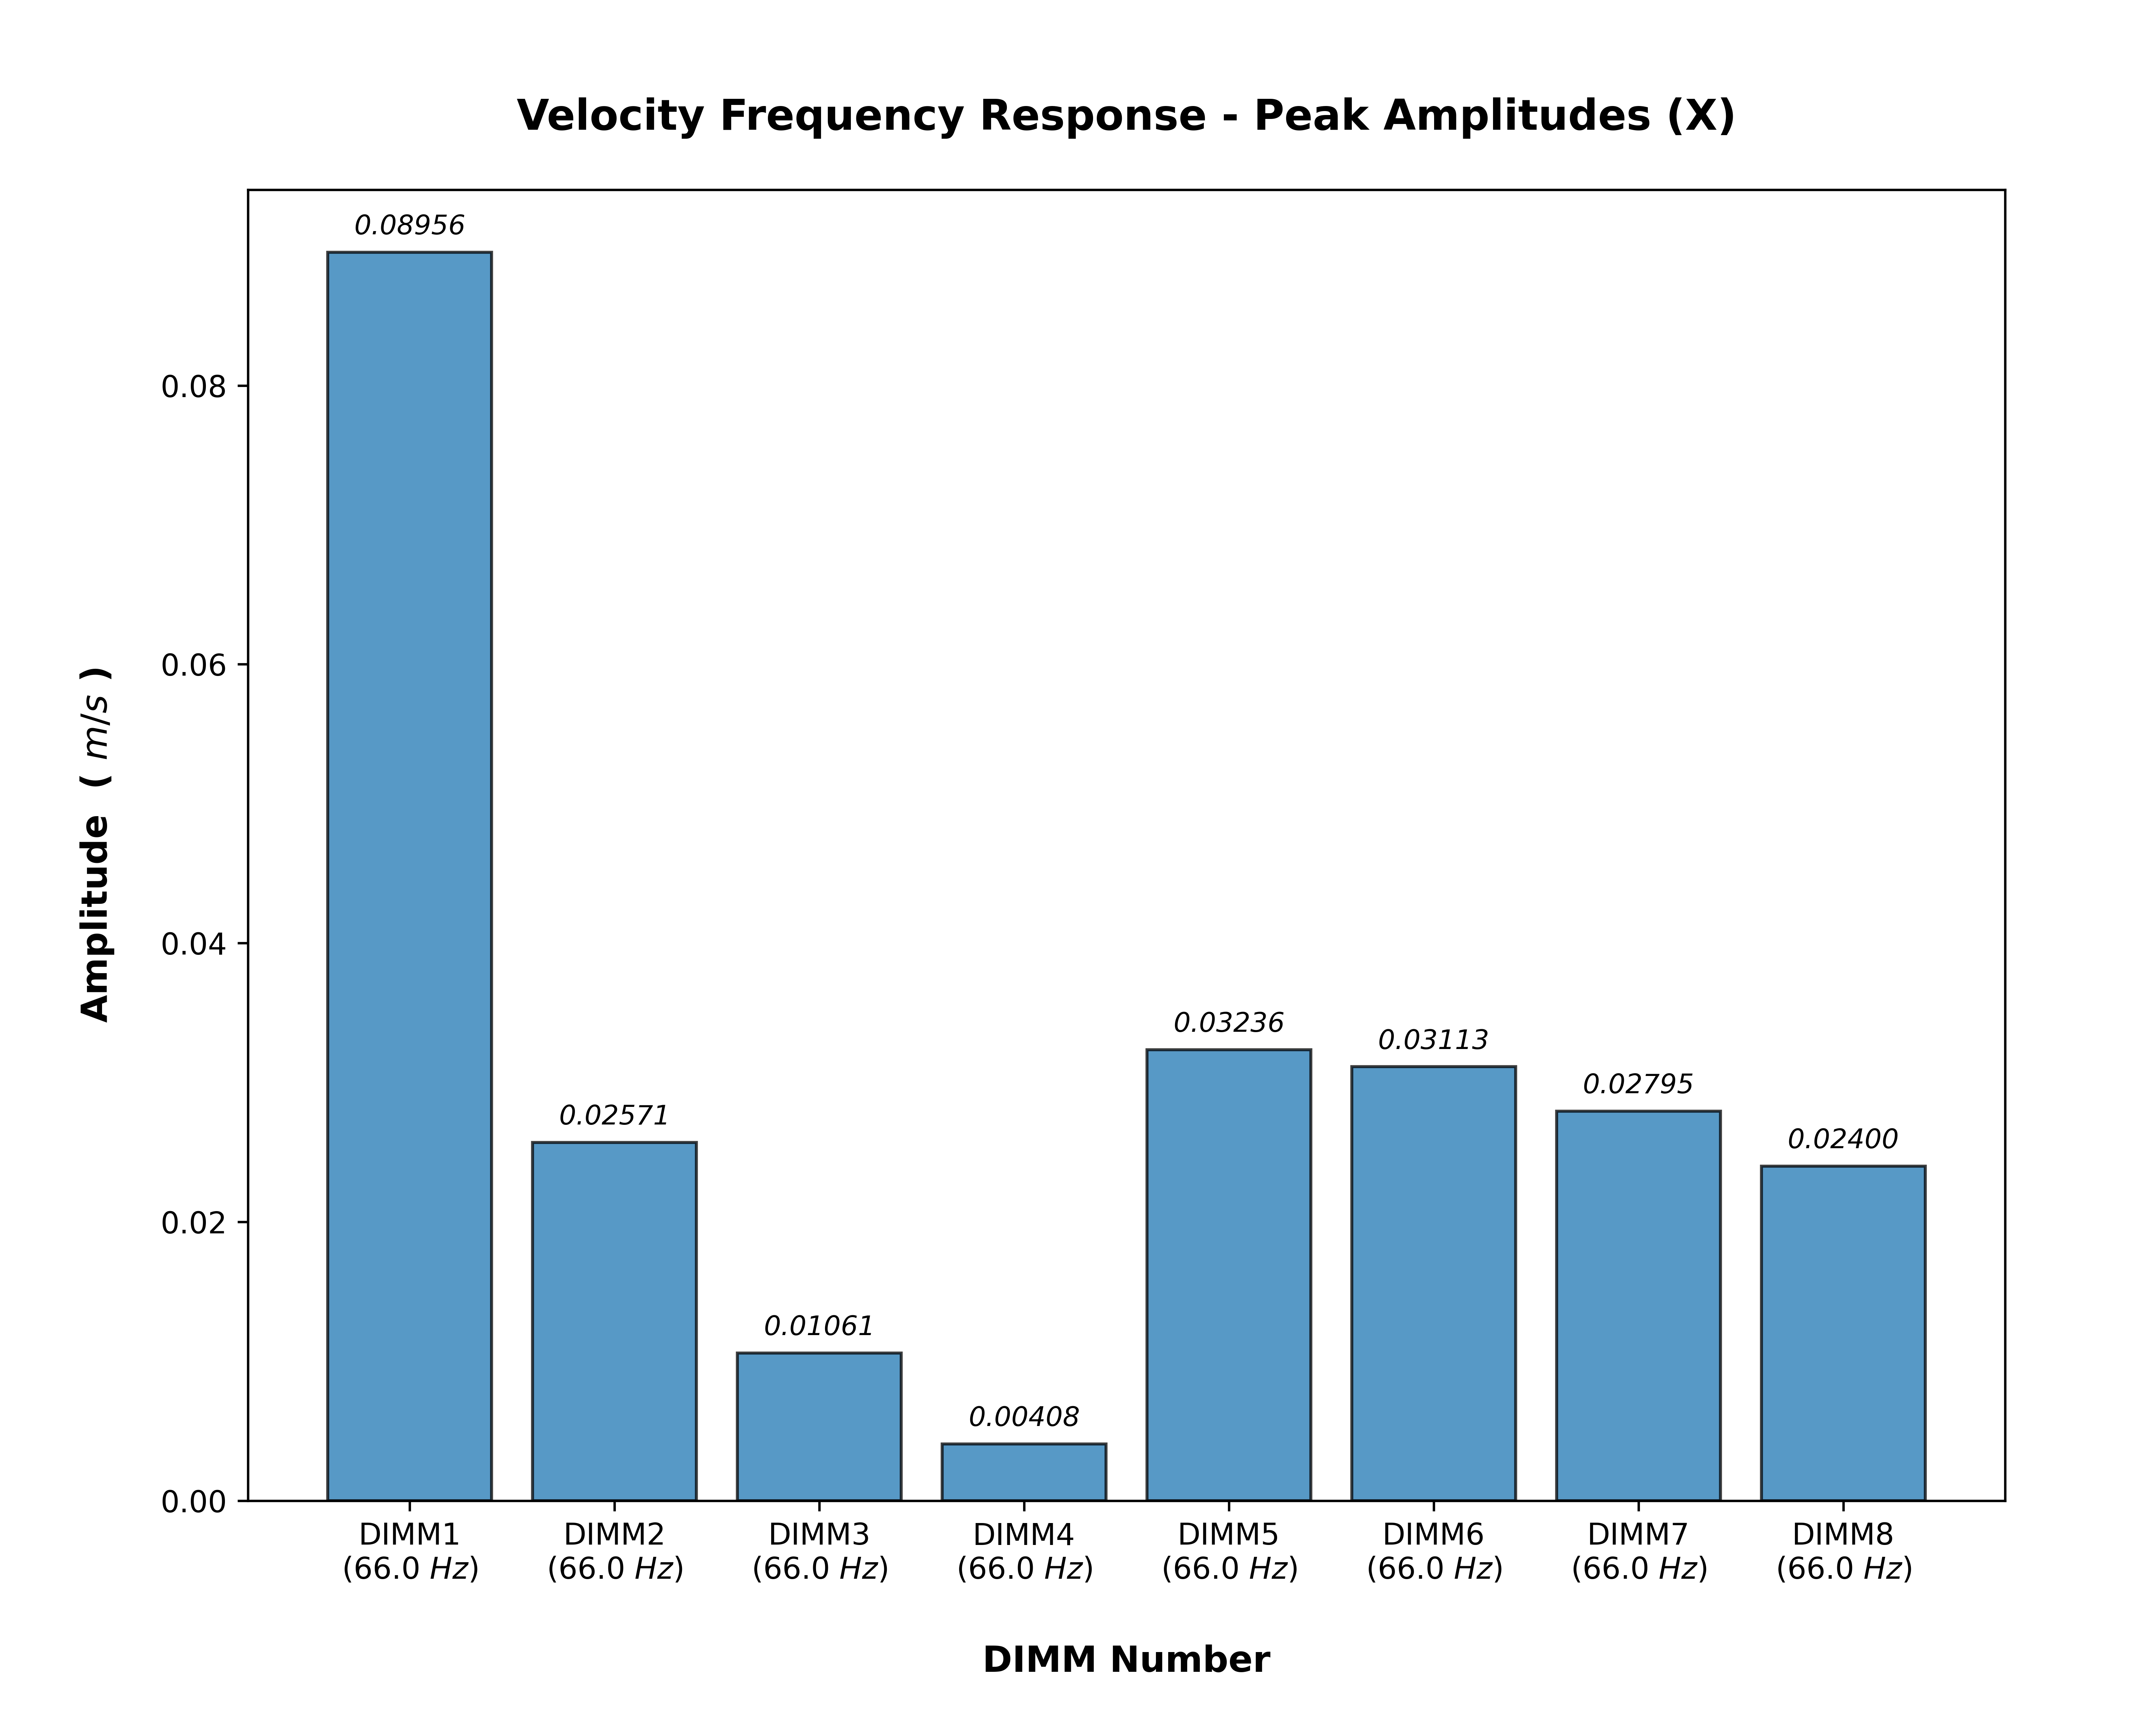 Velocity Frequency Response - Peak Amplitudes (X)
Amplitude ( m/s )
0.08
0.06
0.04
0.02
0.00
0.08956
0.02571
0.01061
0.00408
0.03236
0.03113
0.02795
0.02400
DIMM1
(66.0 Hz)
DIMM2
(66.0 Hz)
DIMM3
(66.0 Hz)
DIMM4
(66.0 Hz)
DIMM5
(66.0 Hz)
DIMM6
(66.0 Hz)
DIMM7
(66.0 Hz)
DIMM8
(66.0 Hz)
DIMM Number